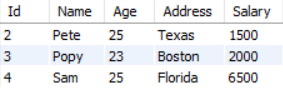 Id Name Age Address Salary
2 Pete 25 Texas 1500
3 Popy 23 Boston 2000
4 Sam 25 Florida 6500